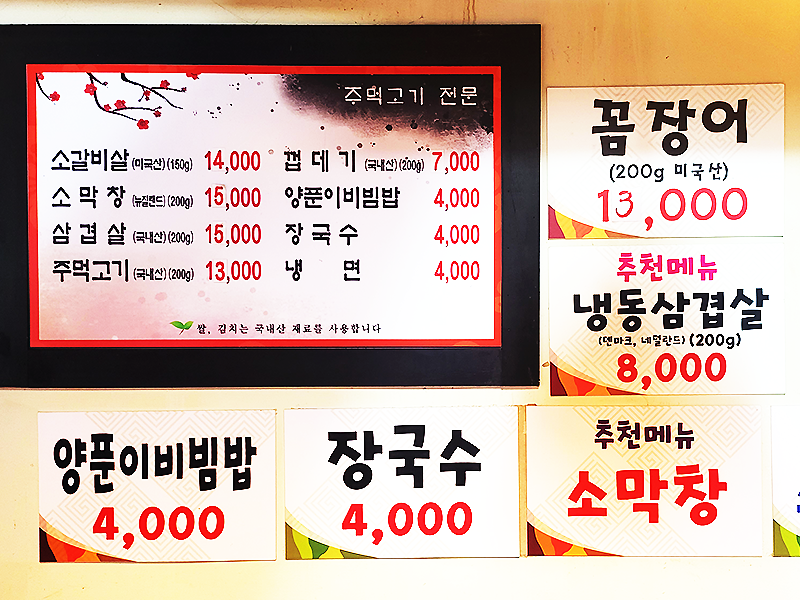 주먹고기 전문
소갈비살 (미국산)(150g) 14,000 껍데기 (국내산)(200g) 7,000
소막창 (뉴질랜드)(200g) 15,000 양푼이비빔밥 4,000
삼겹살 (국내산)(200g) 15,000 장국수 4,000
주먹고기 (국내산)(200g) 13,000 냉면 4,000
쌀, 김치는 국내산 재료를 사용합니다
꼼장어
(200g 미국산)
13,000
추천메뉴
냉동삼겹살
(덴마크, 네덜란드) (200g)
8,000
양푼이비빔밥
4,000
장국수
4,000
추천메뉴
소막창